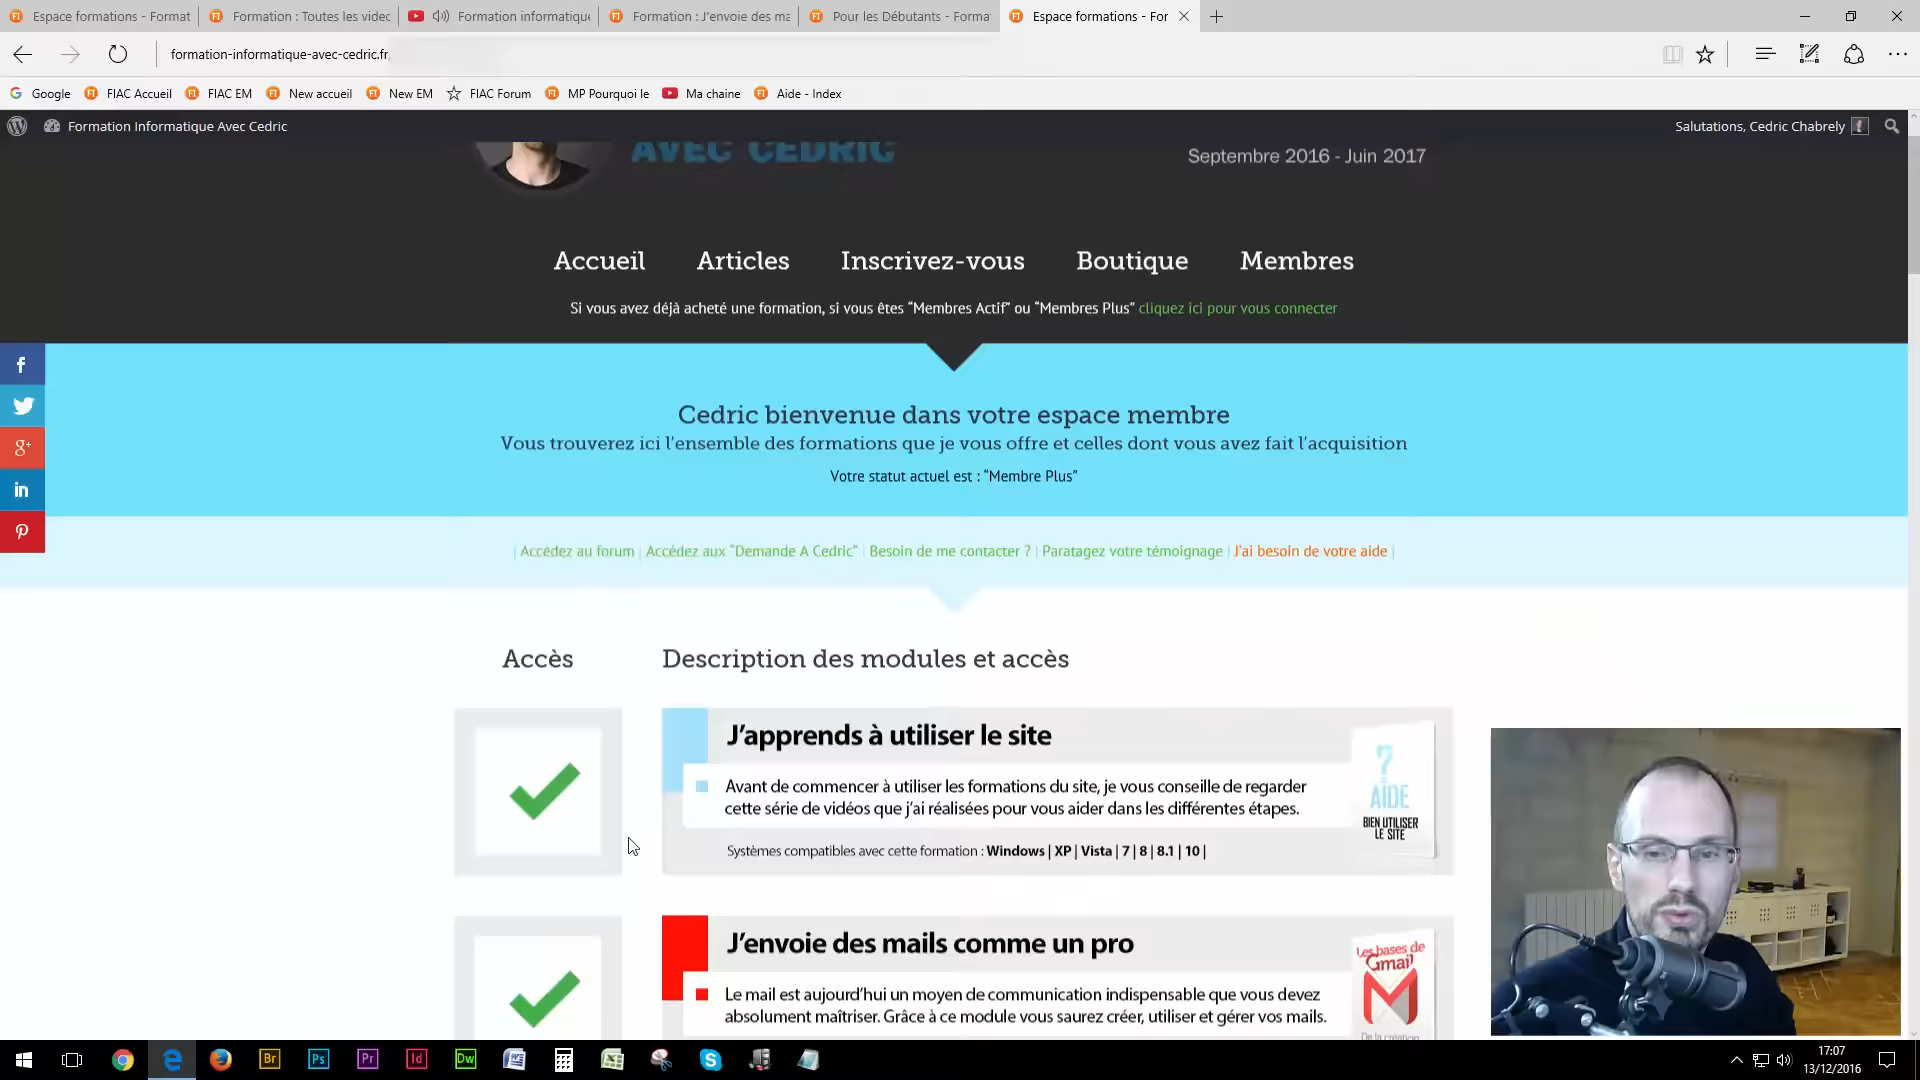 Espace formations - Format
Formation : Toutes les videc
Formation informatique
Formation : J'envoie des ma
Pour les Débutants - Forma
Espace formations - For
formation-informatique-avec-cedric.fr
Google
FIAC Accueil
FIAC EM
New accueil
New EM
FIAC Forum
MP Pourquoi le
Ma chaine
Aide - Index
Formation Informatique Avec Cedric
Salutations, Cedric Chabrely
AVEC CEDRIC
Septembre 2016 - Juin 2017
Accueil
Articles
Inscrivez-vous
Boutique
Membres
Si vous avez déjà acheté une formation, si vous êtes “Membres Actif” ou “Membres Plus” cliquez ici pour vous connecter
f
g+
in
Cedric bienvenue dans votre espace membre
Vous trouverez ici l'ensemble des formations que je vous offre et celles dont vous avez fait l'acquisition
Votre statut actuel est : “Membre Plus”
| Accédez au forum | Accédez aux “Demande A Cedric” | Besoin de me contacter ? | Paratagez votre témoignage | J'ai besoin de votre aide |
Accès
Description des modules et accès
J’apprends à utiliser le site
Avant de commencer à utiliser les formations du site, je vous conseille de regarder
cette série de vidéos que j’ai réalisées pour vous aider dans les différentes étapes.
Systèmes compatibles avec cette formation : Windows | XP | Vista | 7 | 8 | 8.1 | 10 |
?
AIDE
BIEN UTILISER
LE SITE
J’envoie des mails comme un pro
Le mail est aujourd’hui un moyen de communication indispensable que vous devez
absolument maîtriser. Grâce à ce module vous saurez créer, utiliser et gérer vos mails.
Les bases de
Gmail
De la création
Br
Ps
Pr
Id
Dw
17:07
13/12/2016